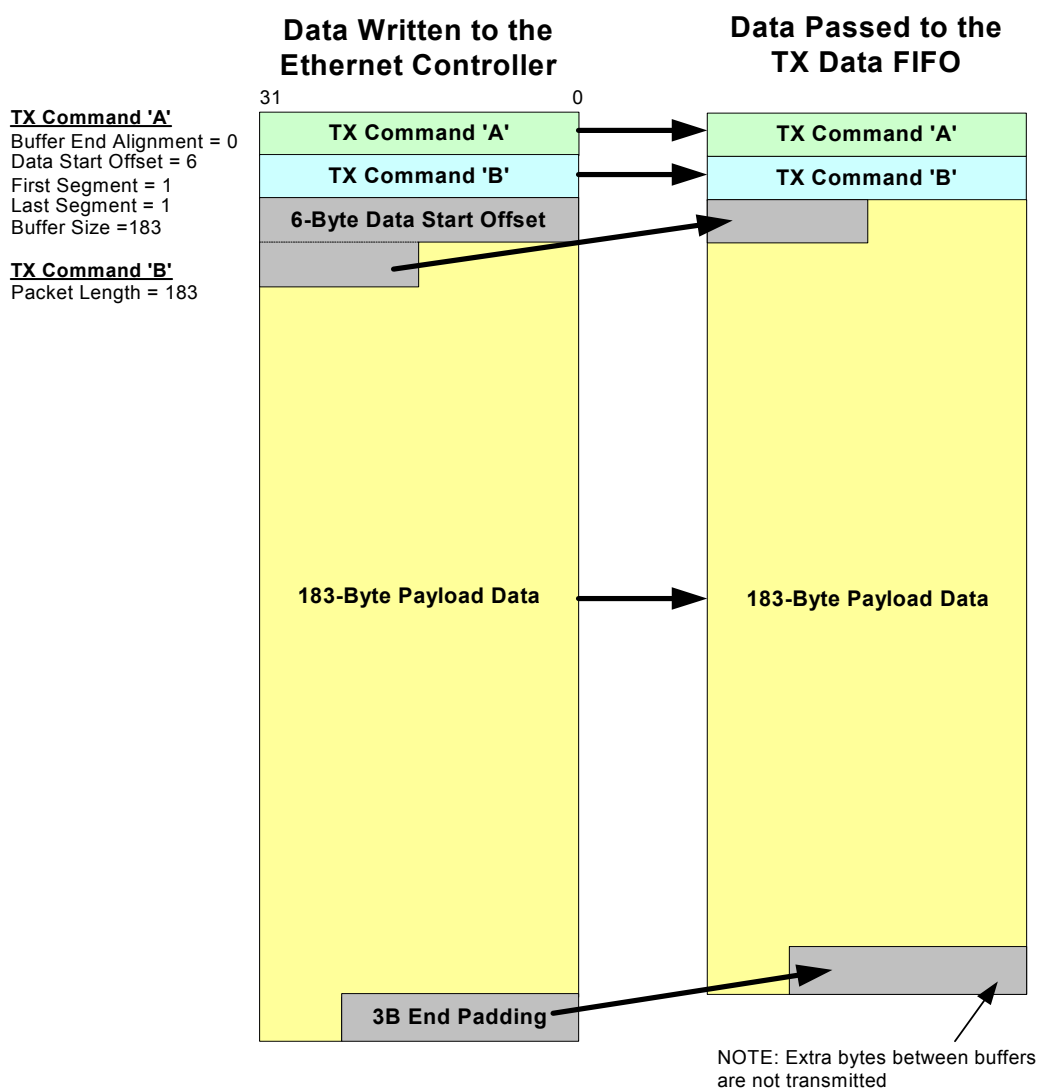 Data Written to the
Ethernet Controller
Data Passed to the
TX Data FIFO
31
0
TX Command 'A'
Buffer End Alignment = 0
Data Start Offset = 6
First Segment = 1
Last Segment = 1
Buffer Size =183
TX Command 'B'
Packet Length = 183
TX Command 'A'
TX Command 'B'
6-Byte Data Start Offset
183-Byte Payload Data
3B End Padding
TX Command 'A'
TX Command 'B'
183-Byte Payload Data
NOTE: Extra bytes between buffers
are not transmitted